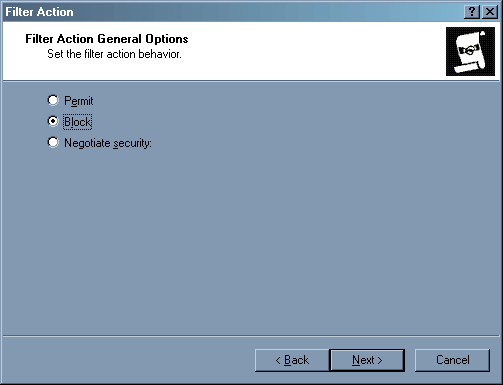 Filter Action
Filter Action General Options
Set the filter action behavior.
Permit
Block
Negotiate security:
< Back
Next >
Cancel